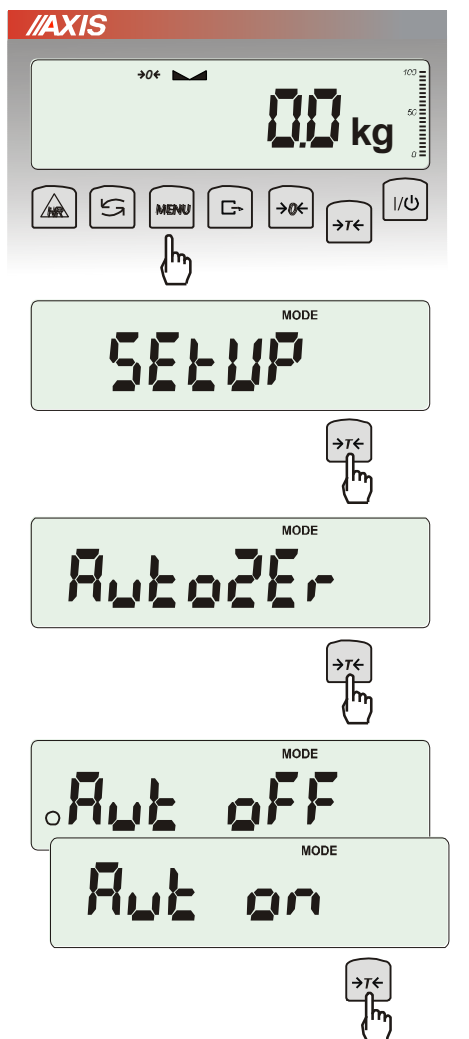 //AXIS
→0←
100
50
0
0.0 kg
NR MENU →0← →T← I/⏻
MODE
SEtUP
→T←
MODE
AutoZEr
→T←
MODE
Aut oFF
MODE
Aut on
→T←